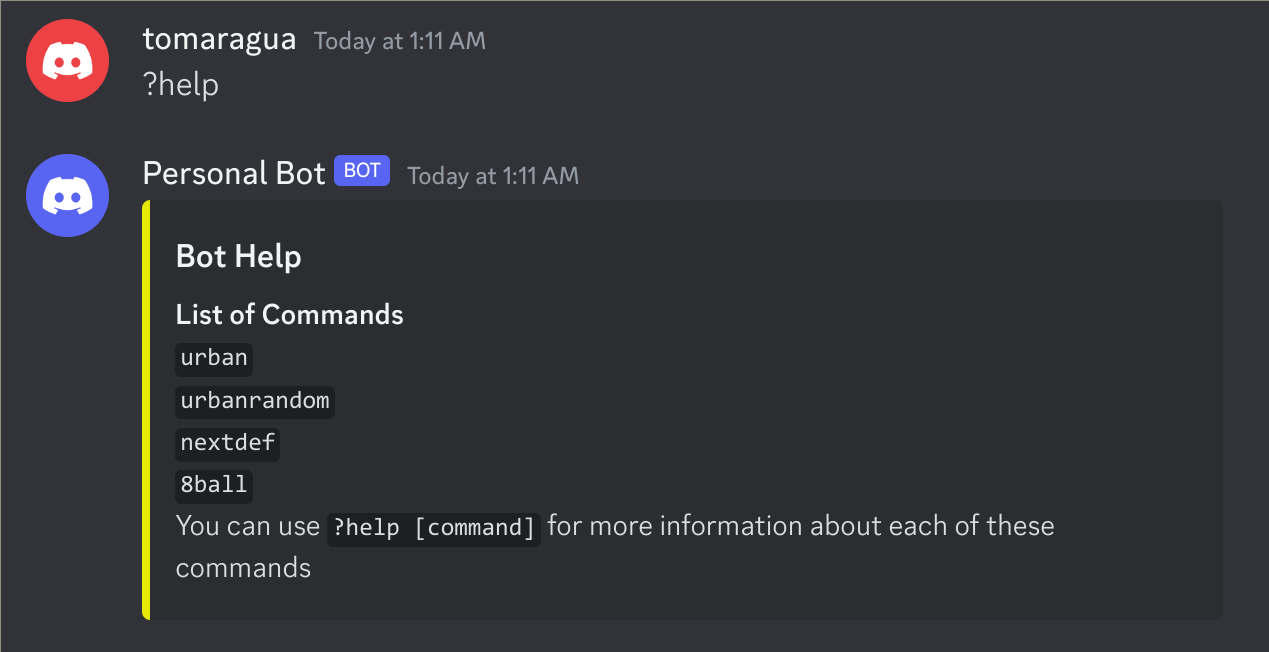 tomaragua Today at 1:11 AM
?help
Personal Bot BOT Today at 1:11 AM
Bot Help
List of Commands
urban
urbanrandom
nextdef
8ball
You can use ?help [command] for more information about each of these
commands